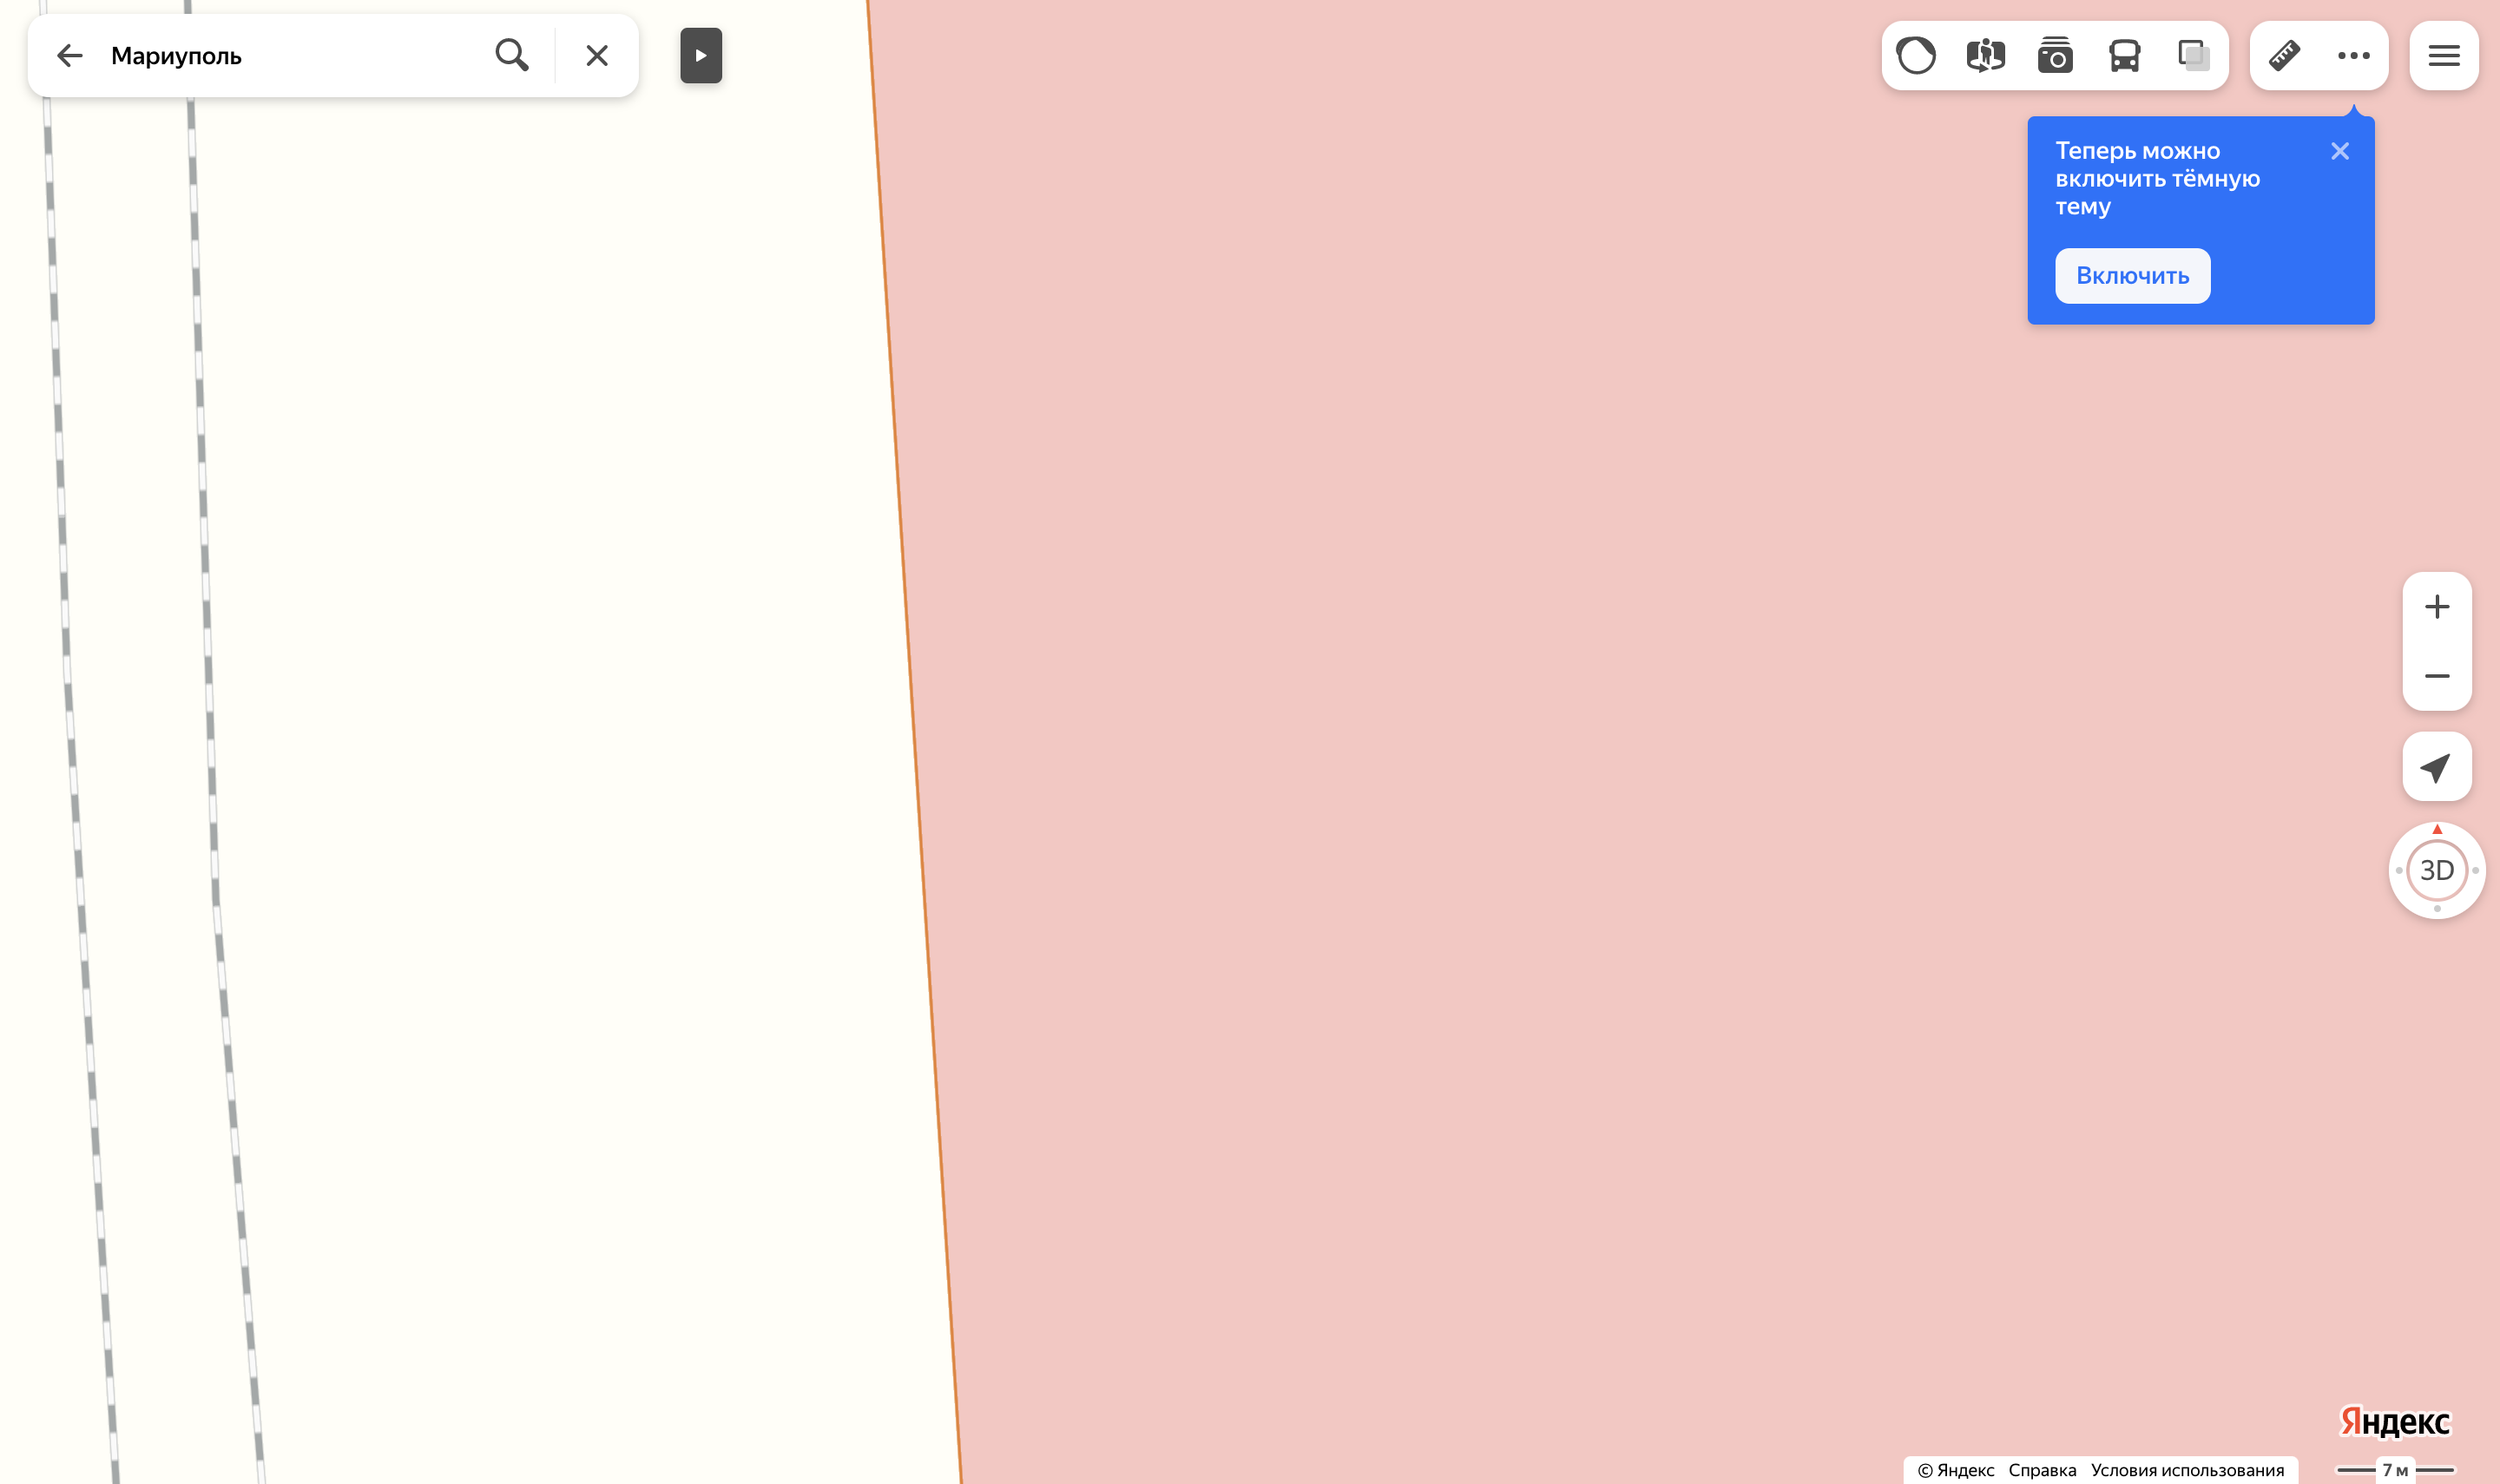 Мариуполь
Теперь можно
включить тёмную
тему
Включить
3D
Яндекс
© Яндекс Справка Условия использования
7 м